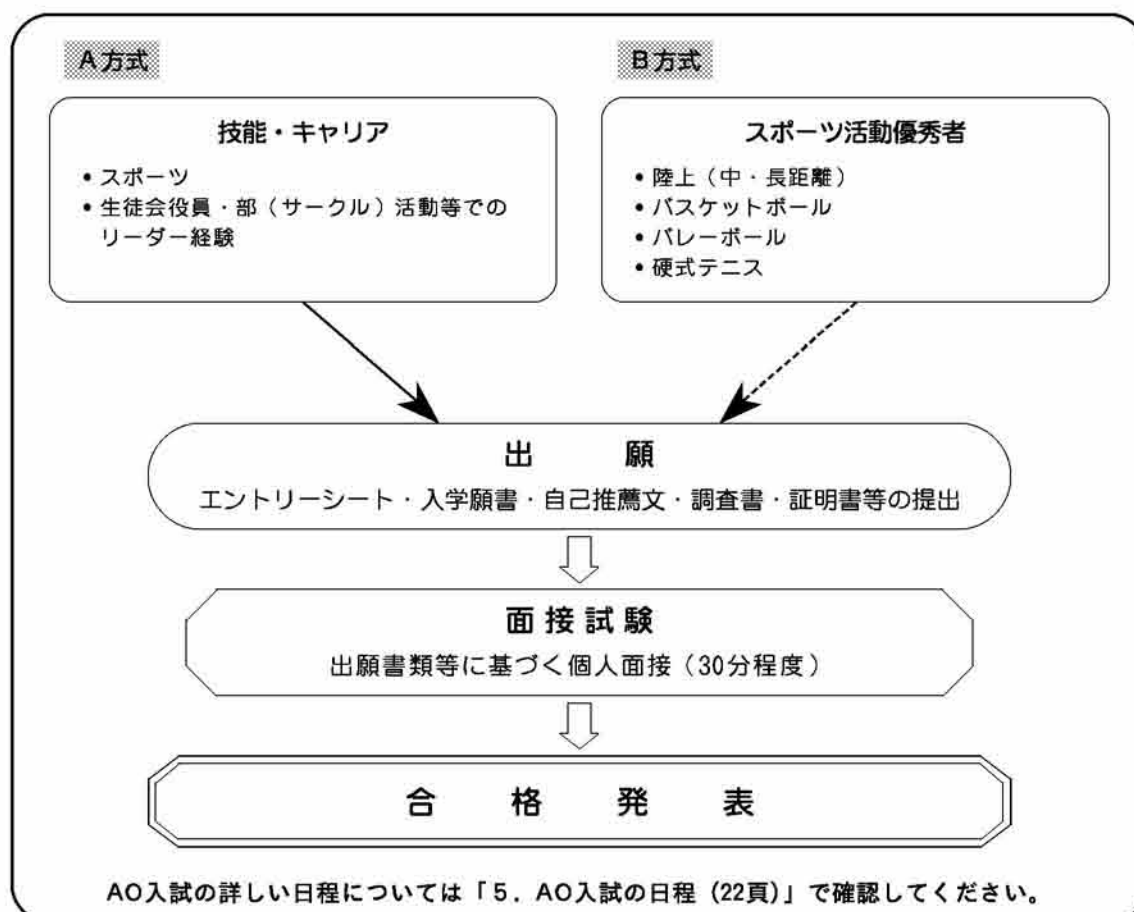 A方式
技能・キャリア
• スポーツ
• 生徒会役員・部（サークル）活動等での
リーダー経験
B方式
スポーツ活動優秀者
• 陸上（中・長距離）
• バスケットボール
• バレーボール
• 硬式テニス
出　願
エントリーシート・入学願書・自己推薦文・調査書・証明書等の提出
面接試験
出願書類等に基づく個人面接（30分程度）
合　格　発　表
AO入試の詳しい日程については「５．AO入試の日程（22頁）」で確認してください。